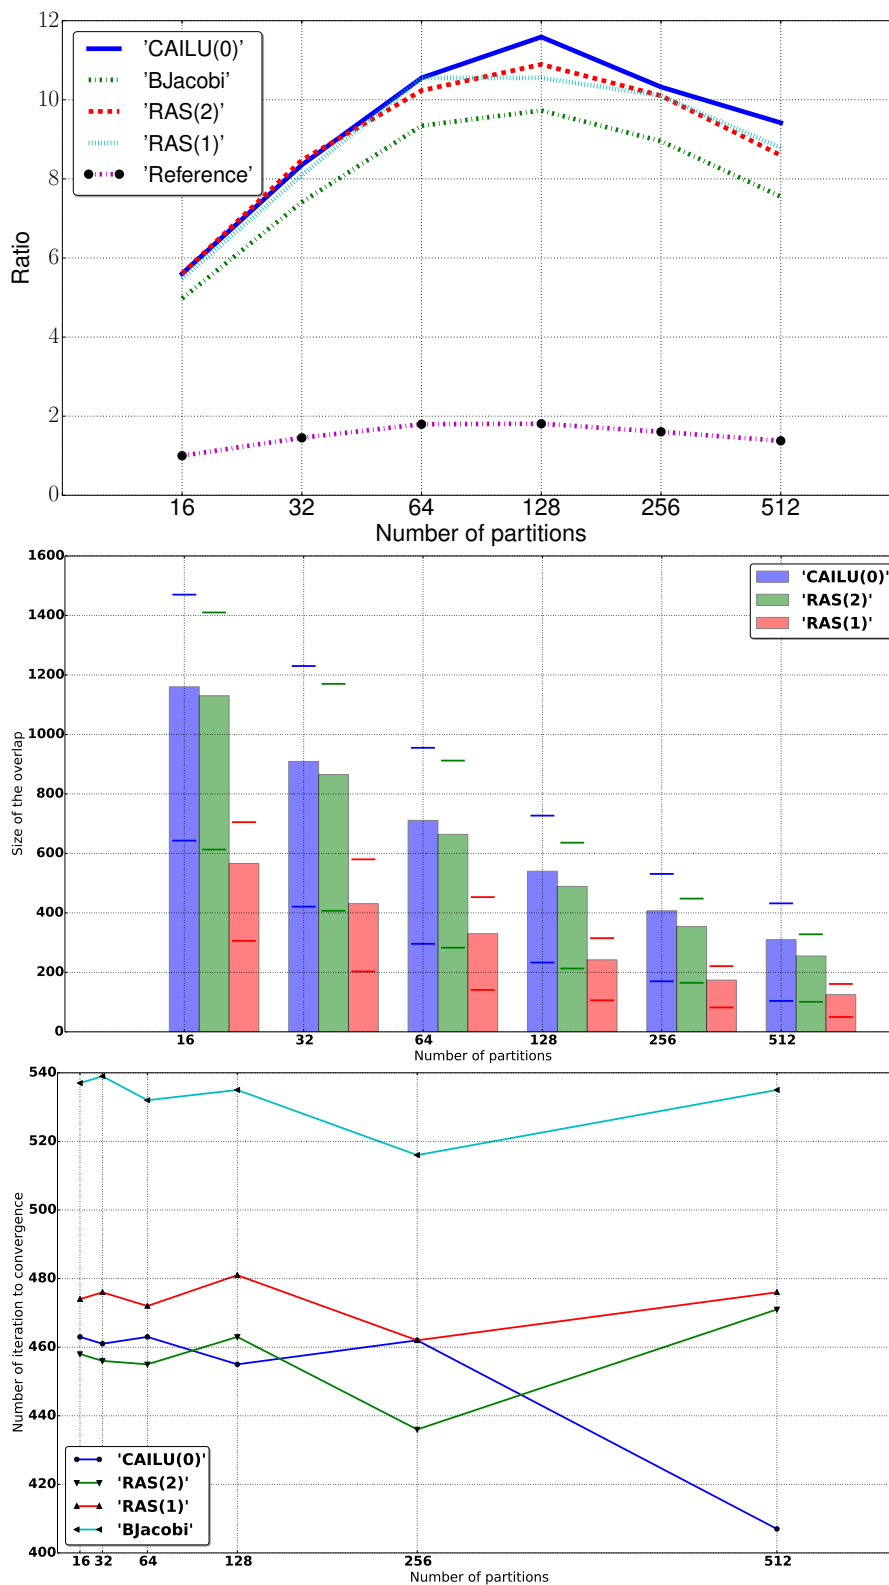 12
10
8
6
4
2
0
Ratio
'CAILU(0)'
'BJacobi'
'RAS(2)'
'RAS(1)'
'Reference'
16 32 64 128 256 512
Number of partitions
1600
1400
1200
1000
800
600
400
200
0
Size of the overlap
'CAILU(0)'
'RAS(2)'
'RAS(1)'
16 32 64 128 256 512
Number of partitions
540
520
500
480
460
440
420
400
Number of iteration to convergence
'CAILU(0)'
'RAS(2)'
'RAS(1)'
'BJacobi'
16 32 64 128 256 512
Number of partitions